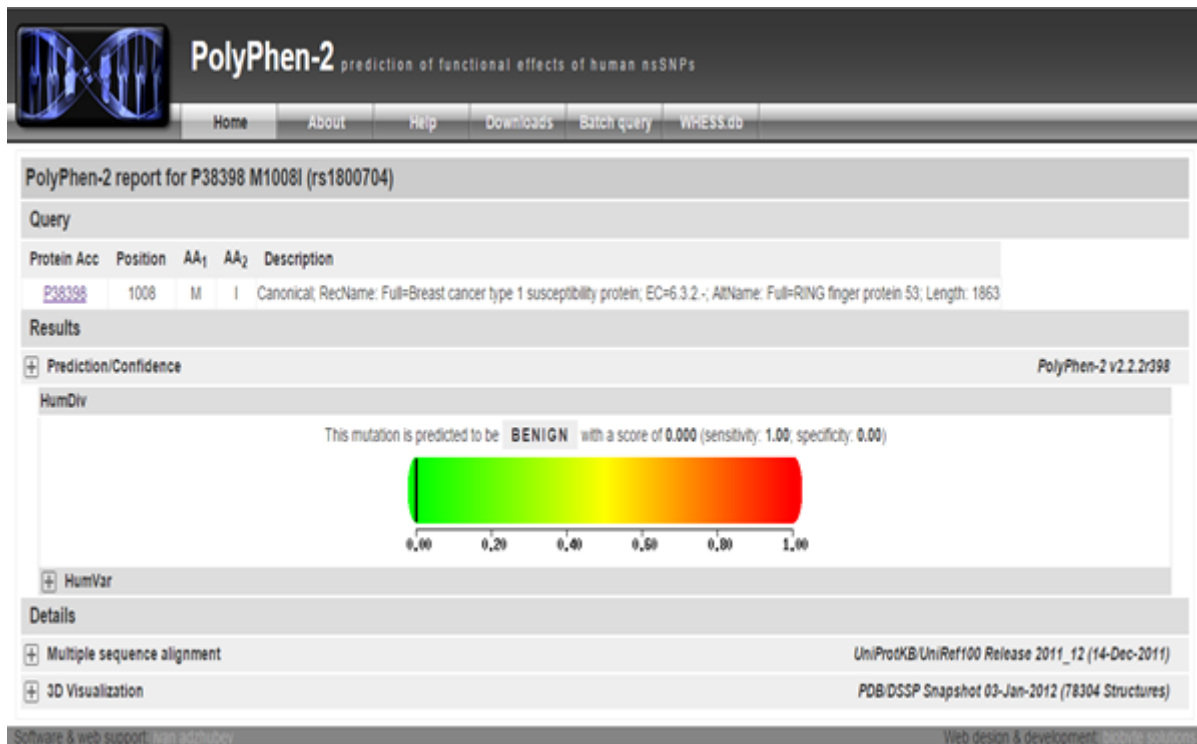 PolyPhen-2 prediction of functional effects of human nsSNPs
Home About Help Downloads Batch query WHESS.db
PolyPhen-2 report for P38398 M1008I (rs1800704)
Query
Protein Acc Position AA1 AA2 Description
P38398 1008 M I Canonical; RecName: Full=Breast cancer type 1 susceptibility protein; EC=6.3.2.-; AltName: Full=RING finger protein 53; Length: 1863
Results
Prediction/Confidence PolyPhen-2 v2.2.2r398
HumDiv
This mutation is predicted to be BENIGN with a score of 0.000 (sensitivity: 1.00; specificity: 0.00)
0,00 0,20 0,40 0,60 0,80 1,00
HumVar
Details
Multiple sequence alignment UniProtKB/UniRef100 Release 2011_12 (14-Dec-2011)
3D Visualization PDB/DSSP Snapshot 03-Jan-2012 (78304 Structures)
Software & web support: ivan adzhubey Web design & development: biobyte solutions